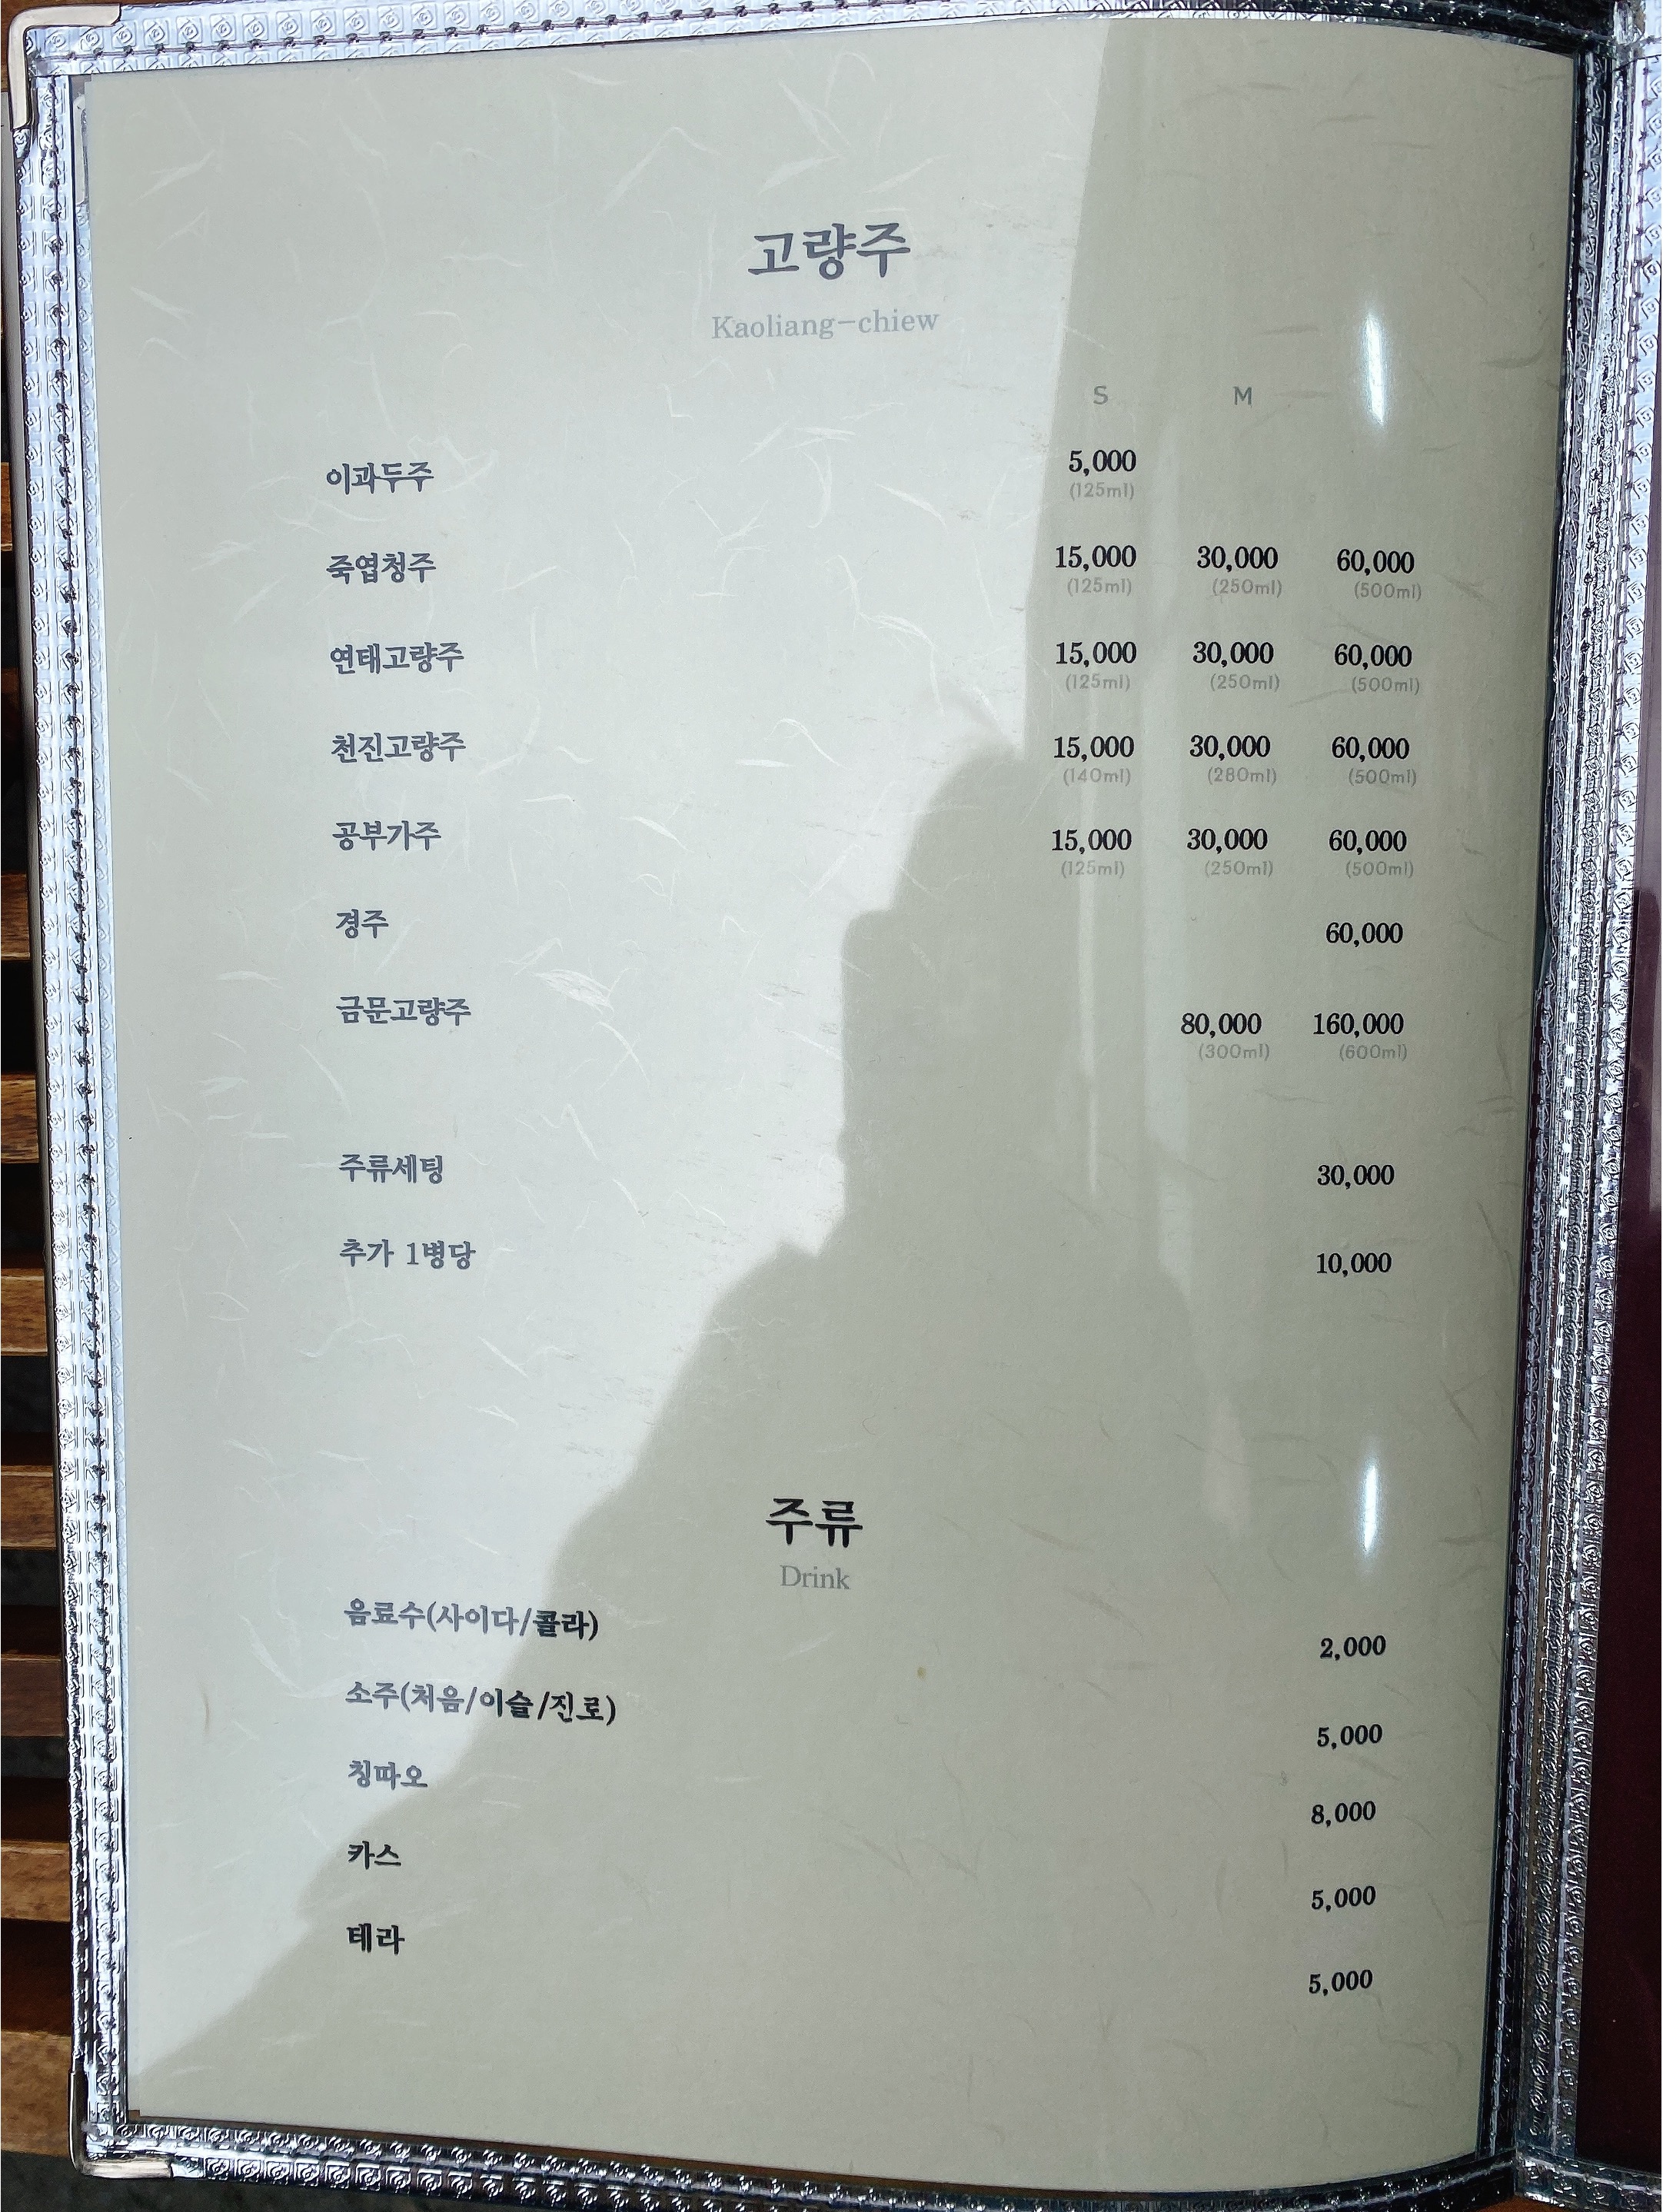 고량주
Kaoliang-chiew
S M
이과두주 5,000
(125ml)
죽엽청주 15,000 30,000 60,000
(125ml) (250ml) (500ml)
연태고량주 15,000 30,000 60,000
(125ml) (250ml) (500ml)
천진고량주 15,000 30,000 60,000
(140ml) (280ml) (500ml)
공부가주 15,000 30,000 60,000
(125ml) (250ml) (500ml)
경주 60,000
금문고량주 80,000 160,000
(300ml) (600ml)
주류세팅 30,000
추가 1병당 10,000
주류
Drink
음료수(사이다/콜라) 2,000
소주(처음/이슬/진로) 5,000
칭따오 8,000
카스 5,000
테라 5,000